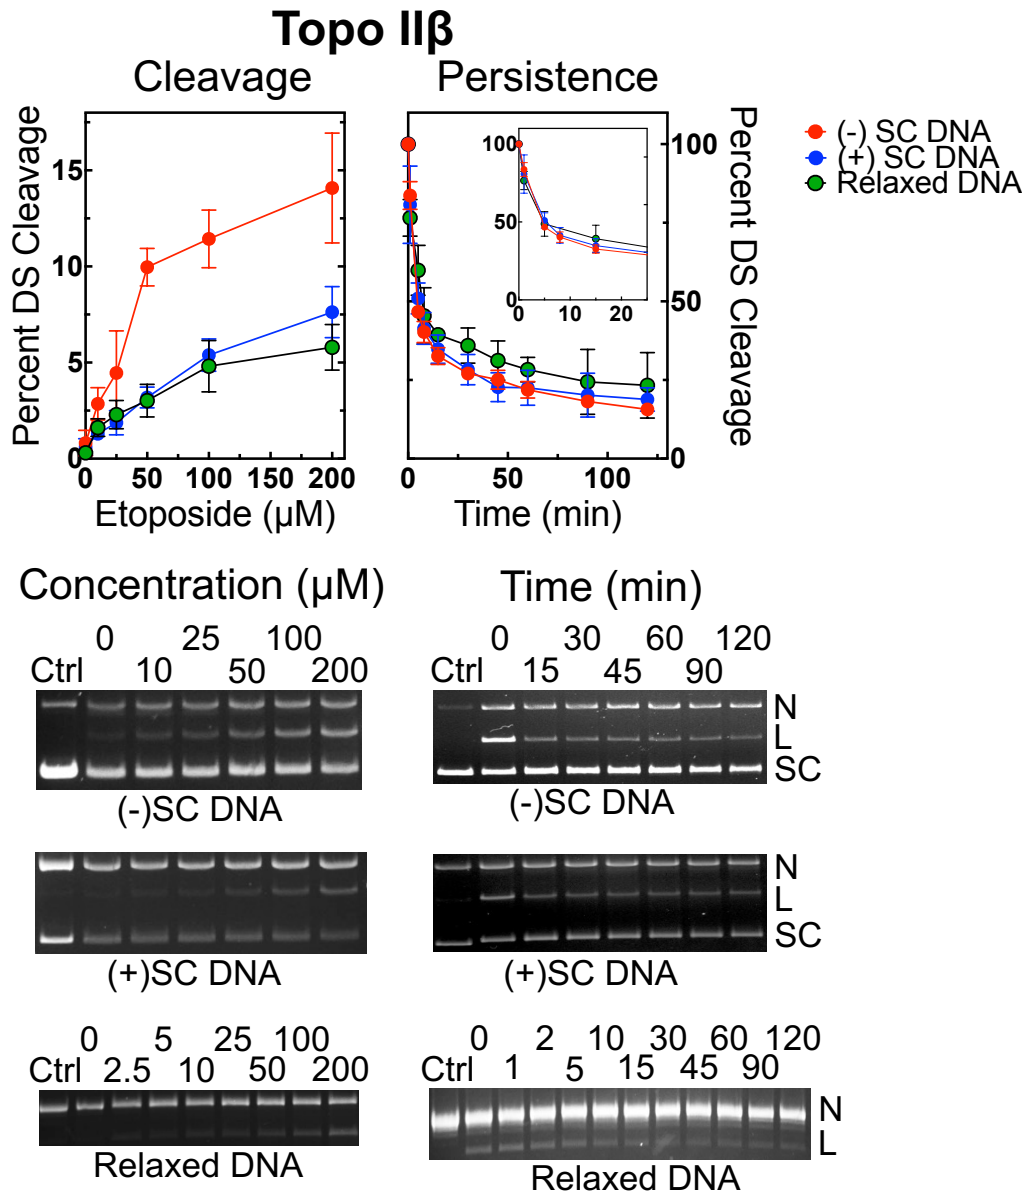 Topo IIβ
Cleavage
Persistence
Percent DS Cleavage
15
10
5
0
0 50 100 150 200
Etoposide (µM)
100
50
0
0 10 20
100
50
0
0 50 100
Time (min)
Percent DS Cleavage
(-) SC DNA
(+) SC DNA
Relaxed DNA
Concentration (µM)
0 25 100
Ctrl 10 50 200
(-)SC DNA
(+)SC DNA
0 5 25 100
Ctrl 2.5 10 50 200
Relaxed DNA
Time (min)
0 30 60 120
Ctrl 15 45 90
N
L
SC
(-)SC DNA
N
L
SC
(+)SC DNA
0 2 10 30 60 120
Ctrl 1 5 15 45 90
N
L
Relaxed DNA